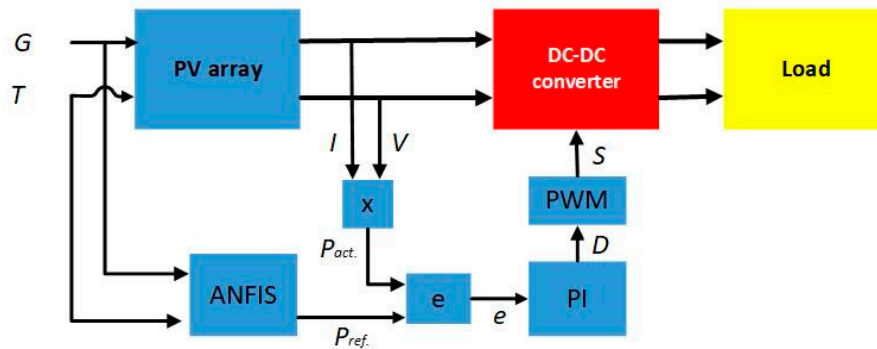 G
PV array
DC-DC
converter
Load
T
I
V
S
x
PWM
Pact.
D
ANFIS
e
e
PI
Pref.